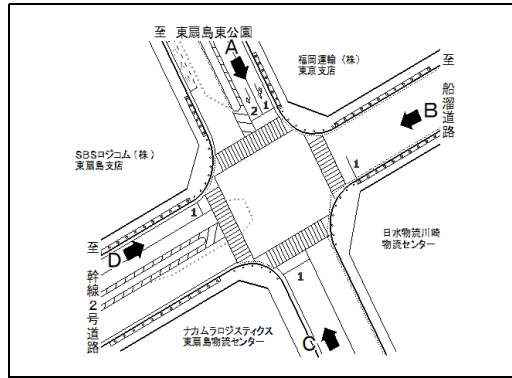 至 東扇島東公園
A
福岡運輸（株）
東京支店
至 船溜道路
B
2
1
SBSロジコム（株）
東扇島支店
1
1
日水物流川崎
物流センター
D
至 幹線2号道路
1
ナカムラロジスティクス
東扇島物流センター
C